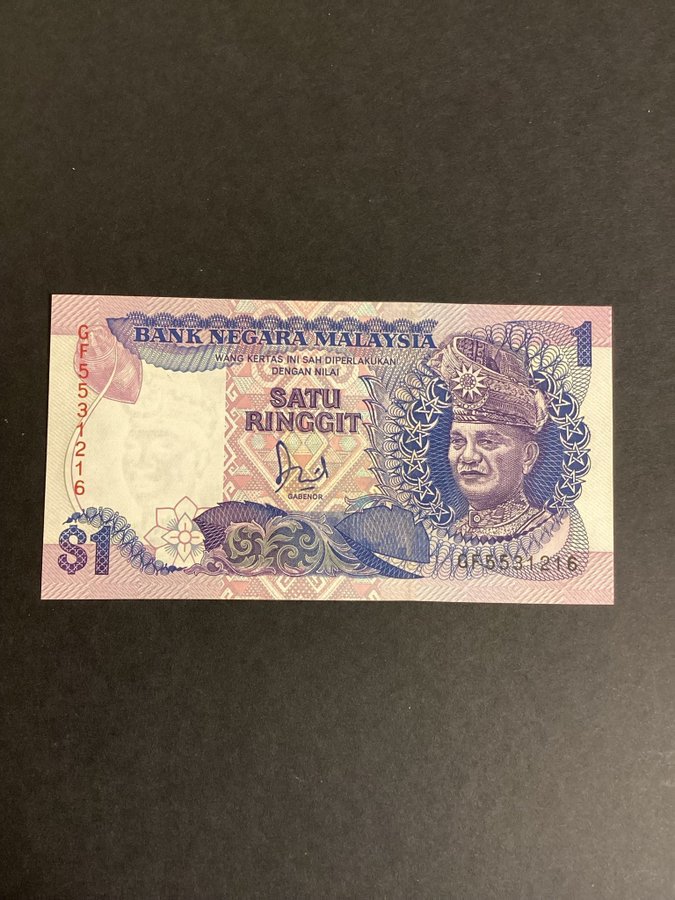 GF5531216
BANK NEGARA MALAYSIA
1
WANG KERTAS INI SAH DIPERLAKUKAN
DENGAN NILAI
SATU
RINGGIT
GABENOR
$1
GF5531216